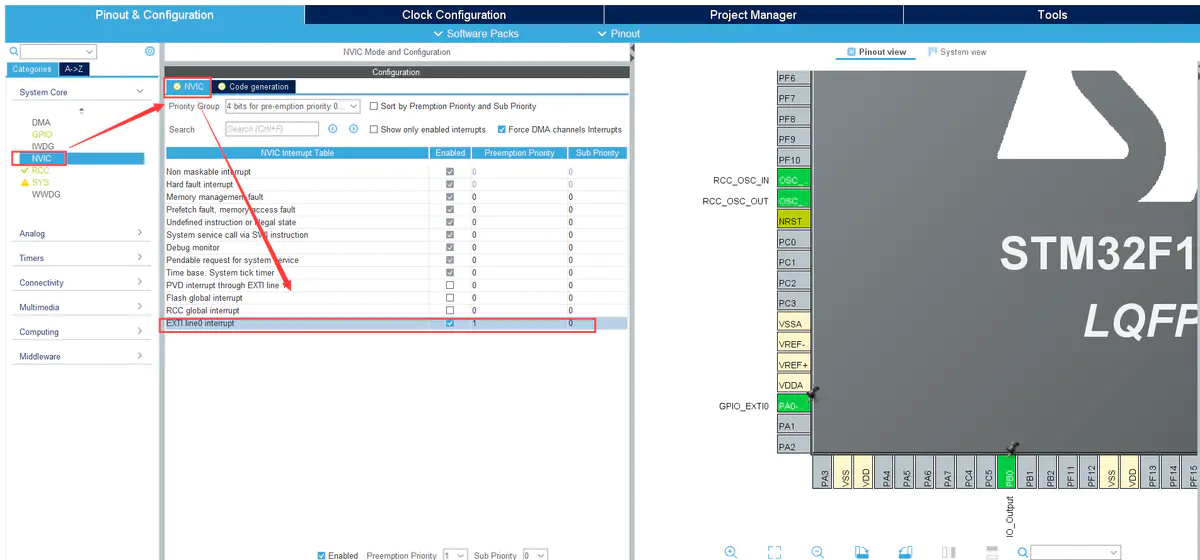 Pinout & Configuration
Clock Configuration
Project Manager
Tools
Software Packs
Pinout
Categories
A->Z
System Core
DMA
GPIO
IWDG
NVIC
RCC
SYS
WWDG
Analog
Timers
Connectivity
Multimedia
Computing
Middleware
NVIC Mode and Configuration
Configuration
NVIC
Code generation
Priority Group
4 bits for pre-emption priority 0...
Sort by Premption Priority and Sub Priority
Search
Search (Crtl+F)
Show only enabled interrupts
Force DMA channels Interrupts
NVIC Interrupt Table Enabled Preemption Priority Sub Priority
Non maskable interrupt 0 0
Hard fault interrupt 0 0
Memory management fault 0 0
Prefetch fault, memory access fault 0 0
Undefined instruction or illegal state 0 0
System service call via SWI instruction 0 0
Debug monitor 0 0
Pendable request for system service 0 0
Time base: System tick timer 0 0
PVD interrupt through EXTI line 0 0
Flash global interrupt 0 0
RCC global interrupt 0 0
EXTI line0 interrupt 1 0
Enabled Preemption Priority 1 Sub Priority 0
Pinout view
System view
PF6
PF7
PF8
PF9
PF10
RCC_OSC_IN OSC_..
RCC_OSC_OUT OSC_..
NRST
PC0
PC1
PC2
PC3
VSSA
VREF-
VREF+
VDDA
GPIO_EXTI0 PA0-..
PA1
PA2
STM32F1
LQFP
PA3
VSS
VDD
PA4
PA5
PA6
PA7
PC4
PC5
PB0
PB1
PB2
PF11
PF12
VSS
VDD
PF13
PF14
PF15
IO_Output